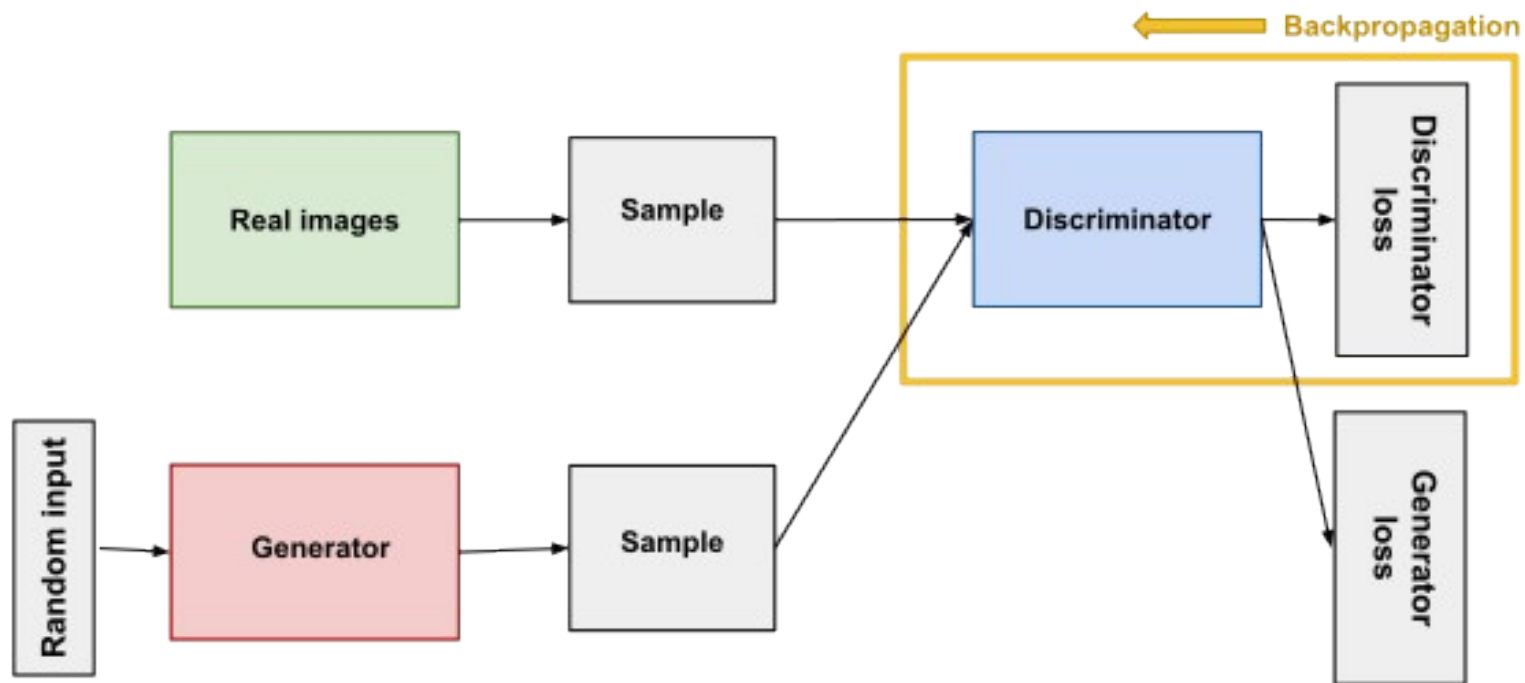 Backpropagation
Real images
Sample
Discriminator
Discriminator
loss
Random input
Generator
Sample
Generator
loss